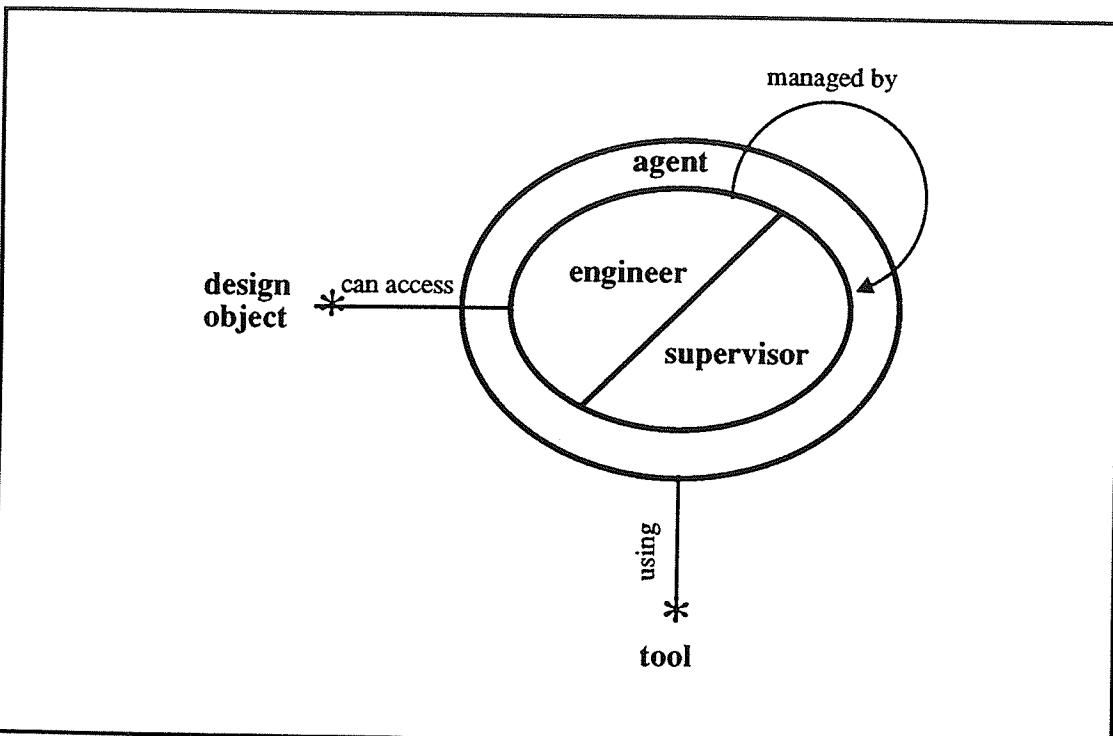 managed by
agent
design
object
can access
engineer
supervisor
using
tool